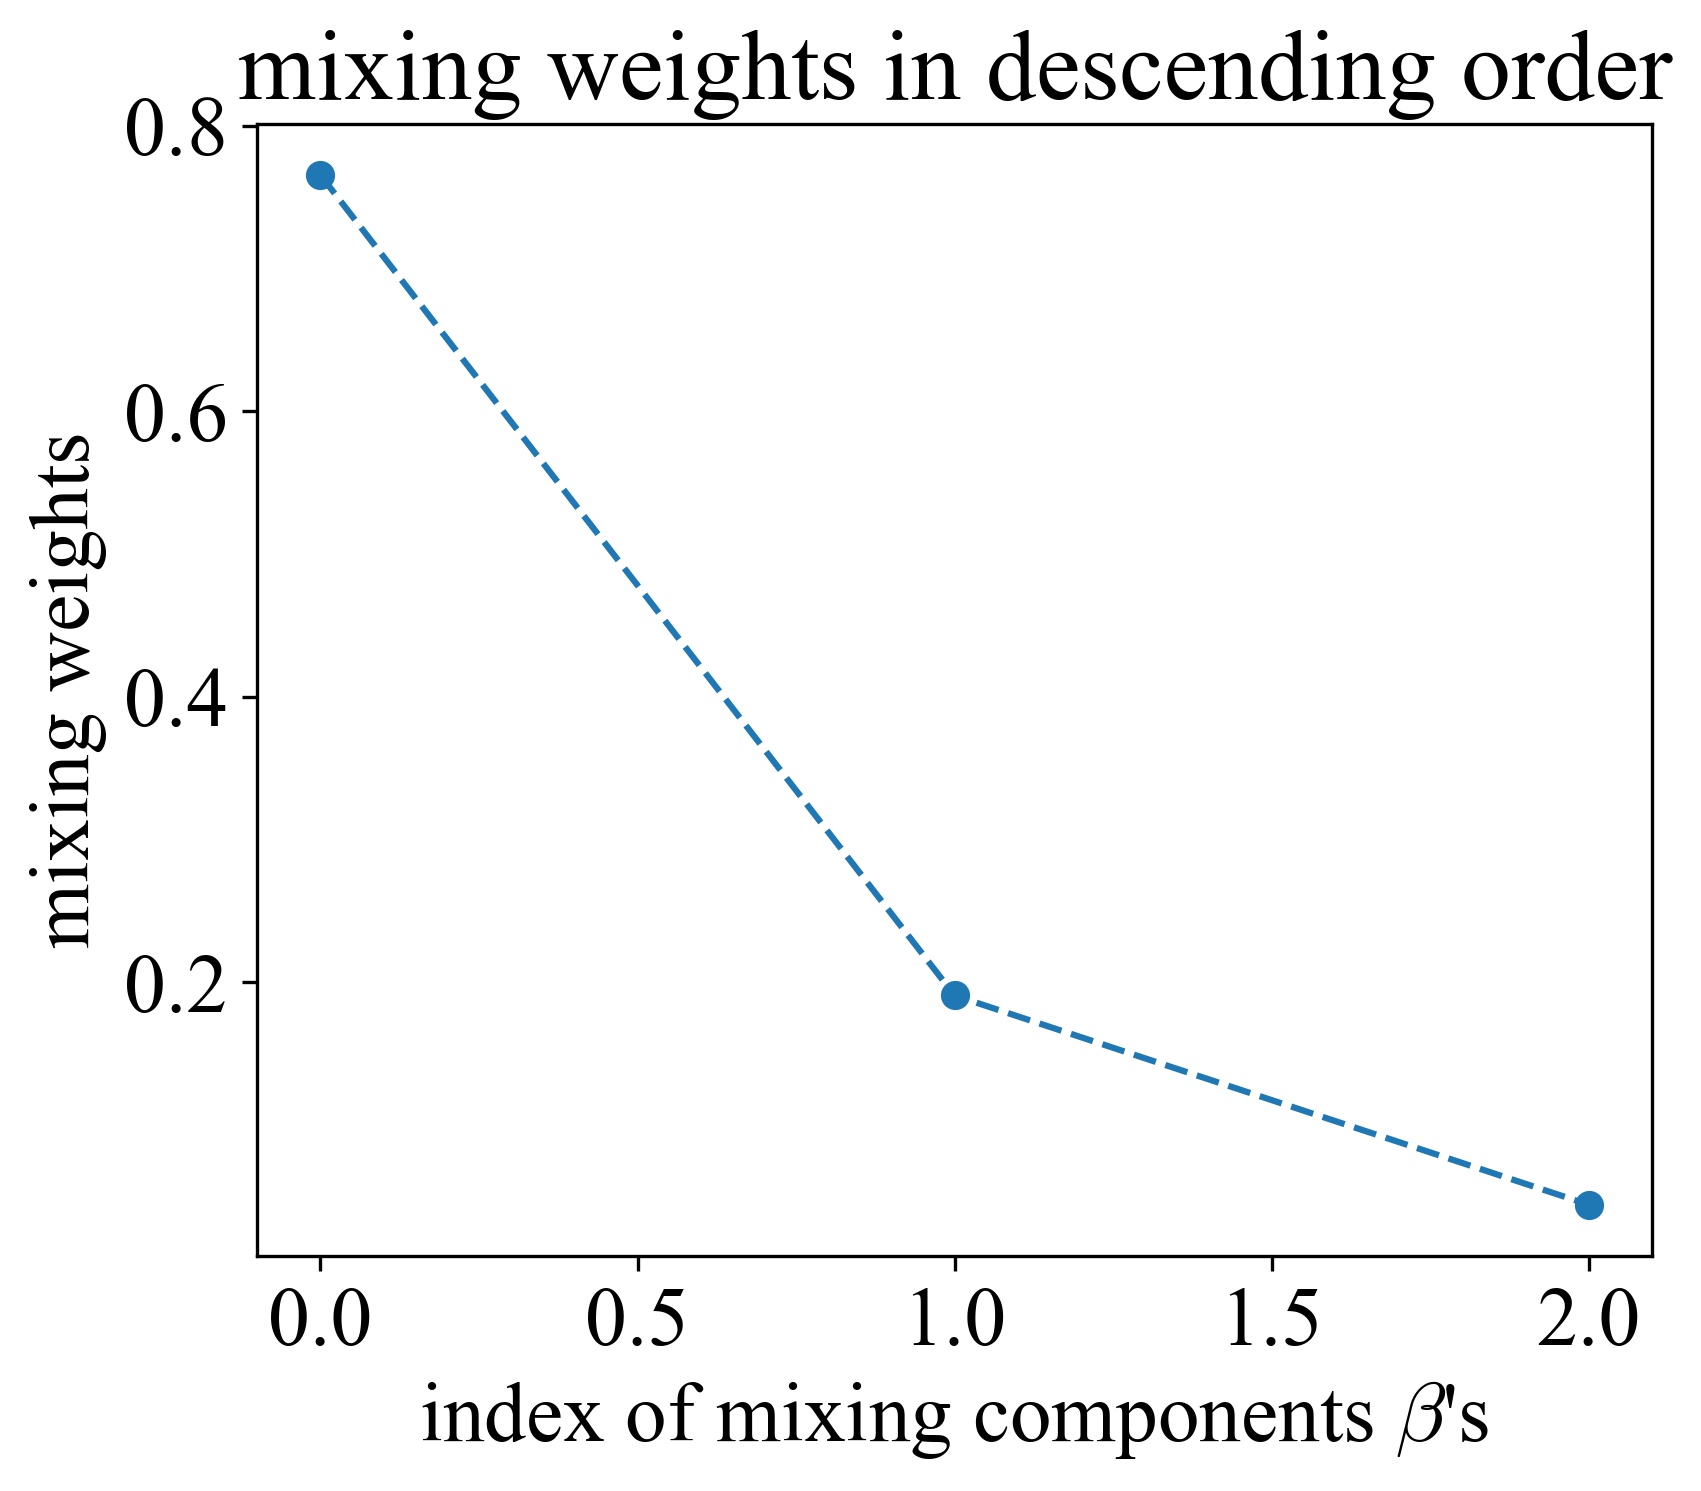 mixing weights in descending order
0.8
0.6
0.4
0.2
mixing weights
0.0 0.5 1.0 1.5 2.0
index of mixing components β's